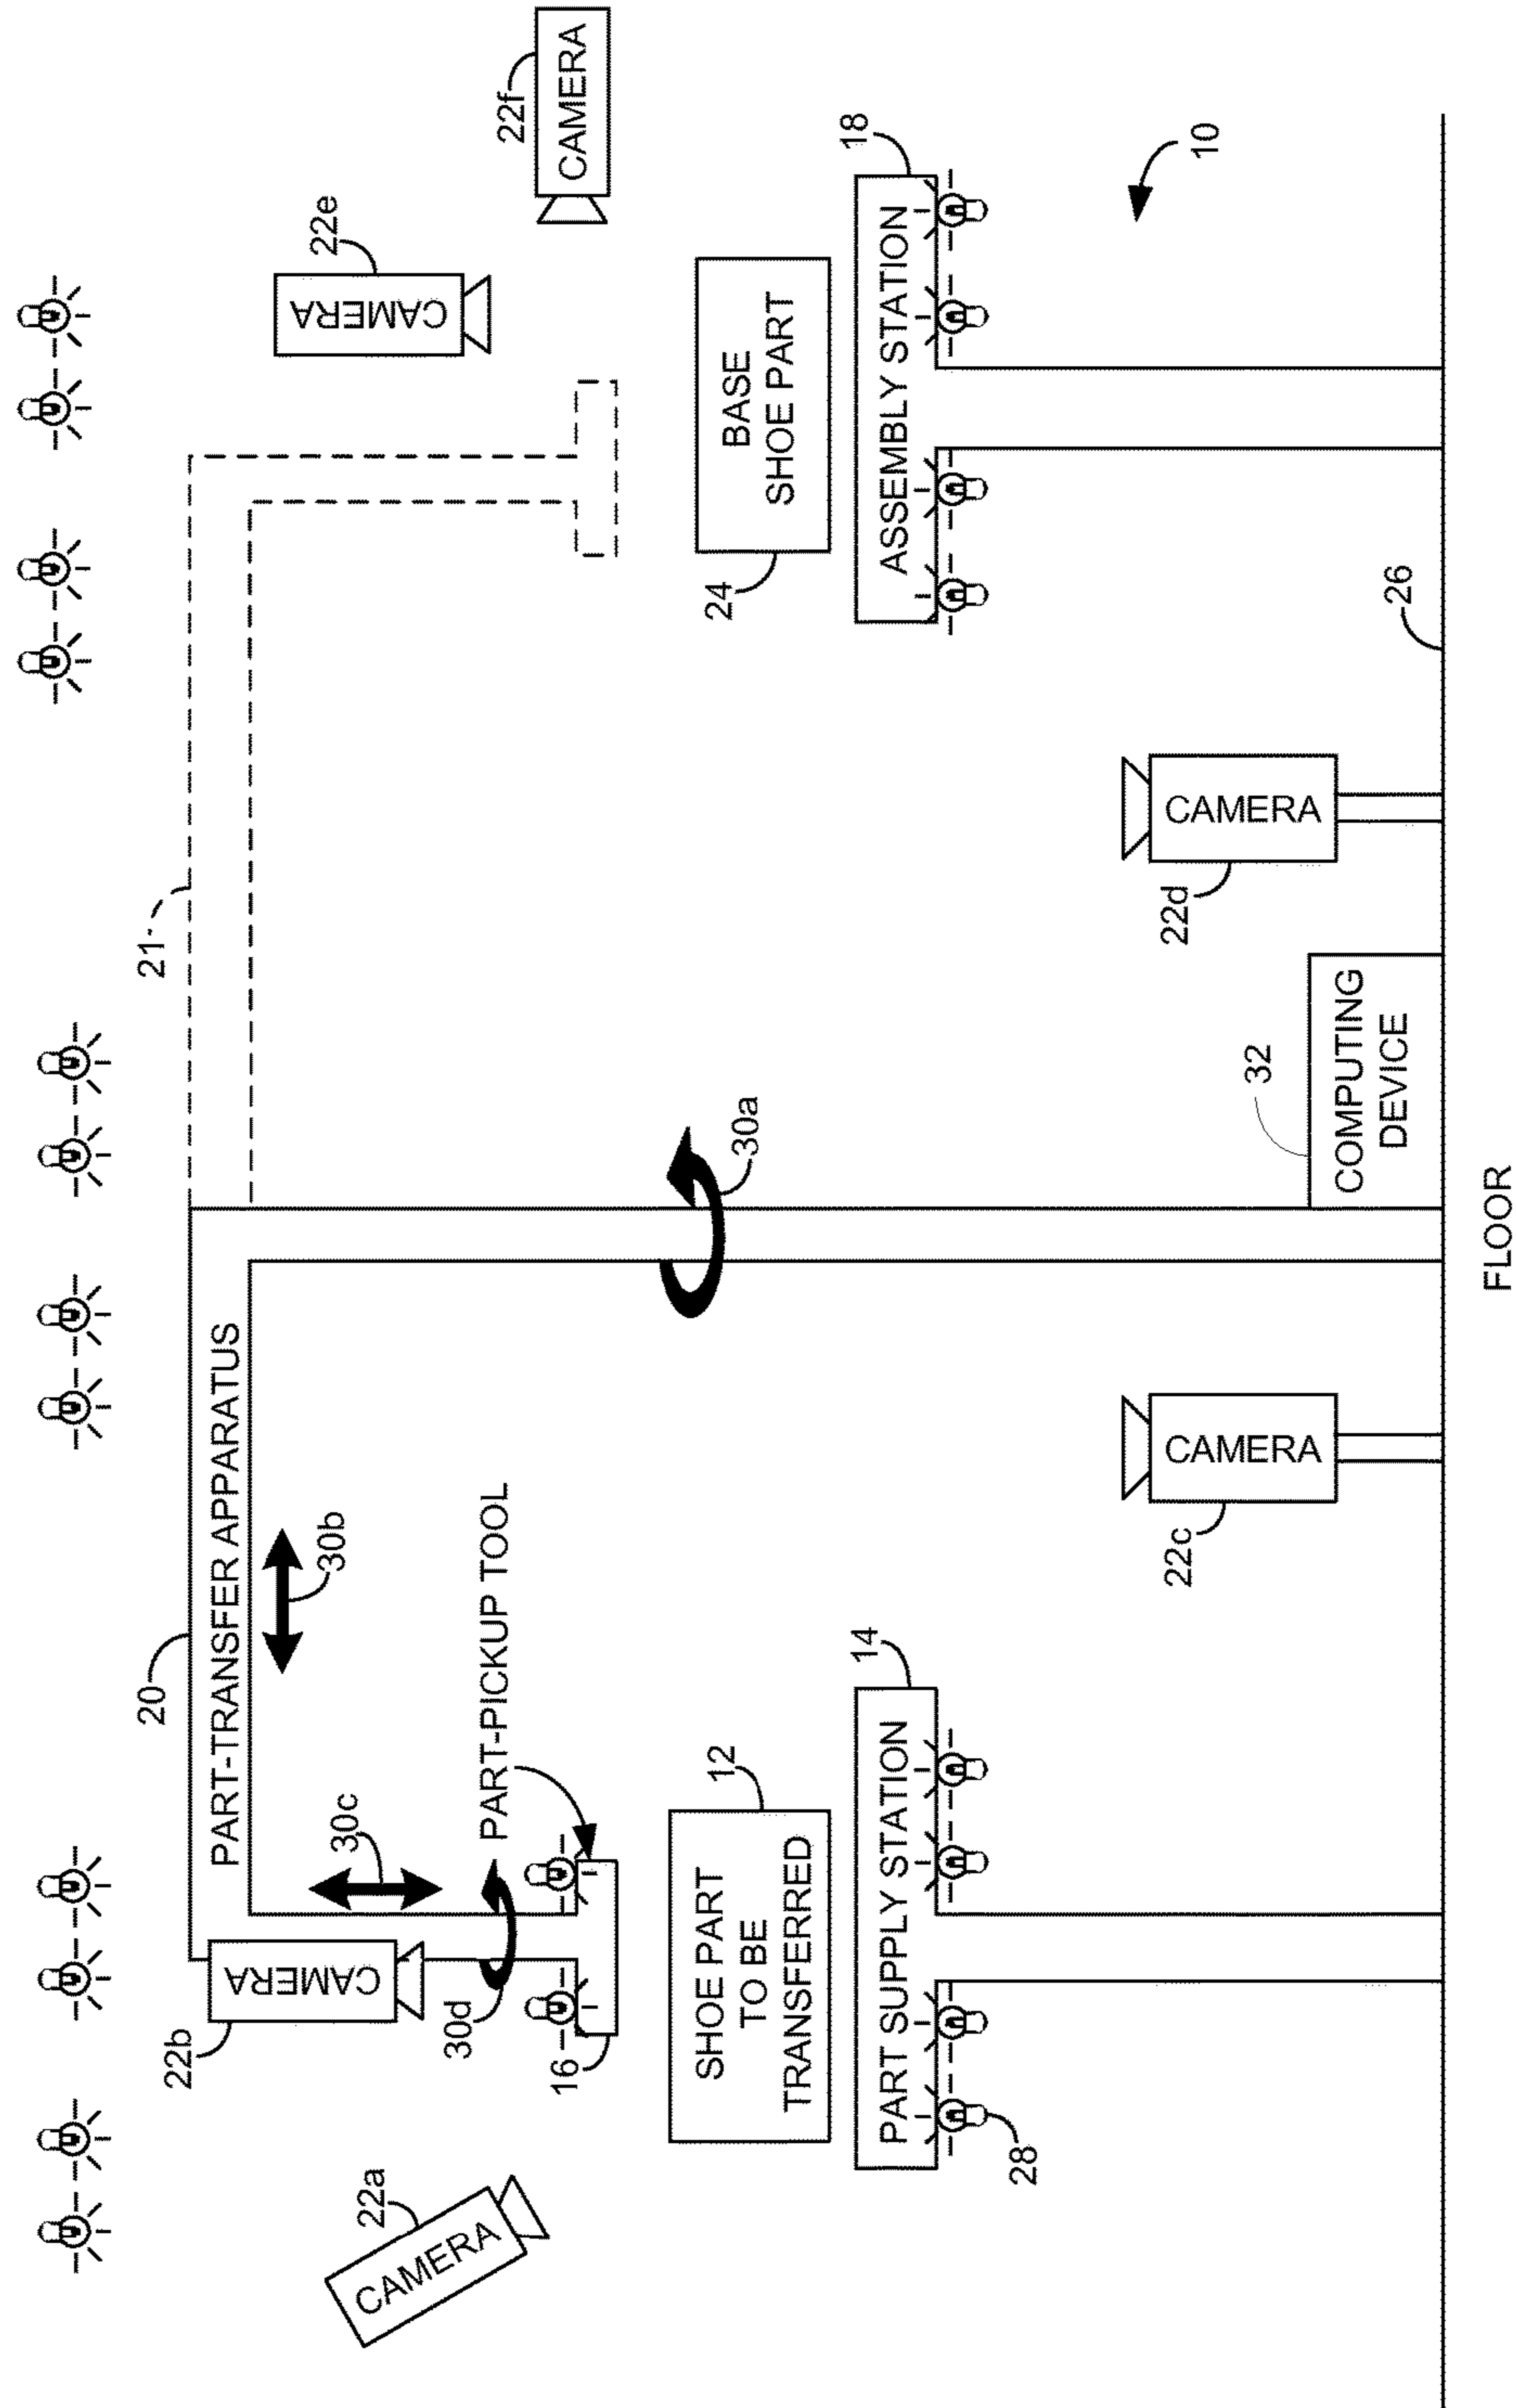 22a
CAMERA
22b
CAMERA
20
PART-TRANSFER APPARATUS
30c
30b
30d
PART-PICKUP TOOL
16
12
SHOE PART
TO BE
TRANSFERRED
14
PART SUPPLY STATION
28
22c
CAMERA
30a
32
COMPUTING
DEVICE
FLOOR
21
22d
CAMERA
22e
CAMERA
22f
CAMERA
24
BASE
SHOE PART
18
ASSEMBLY STATION
10
26